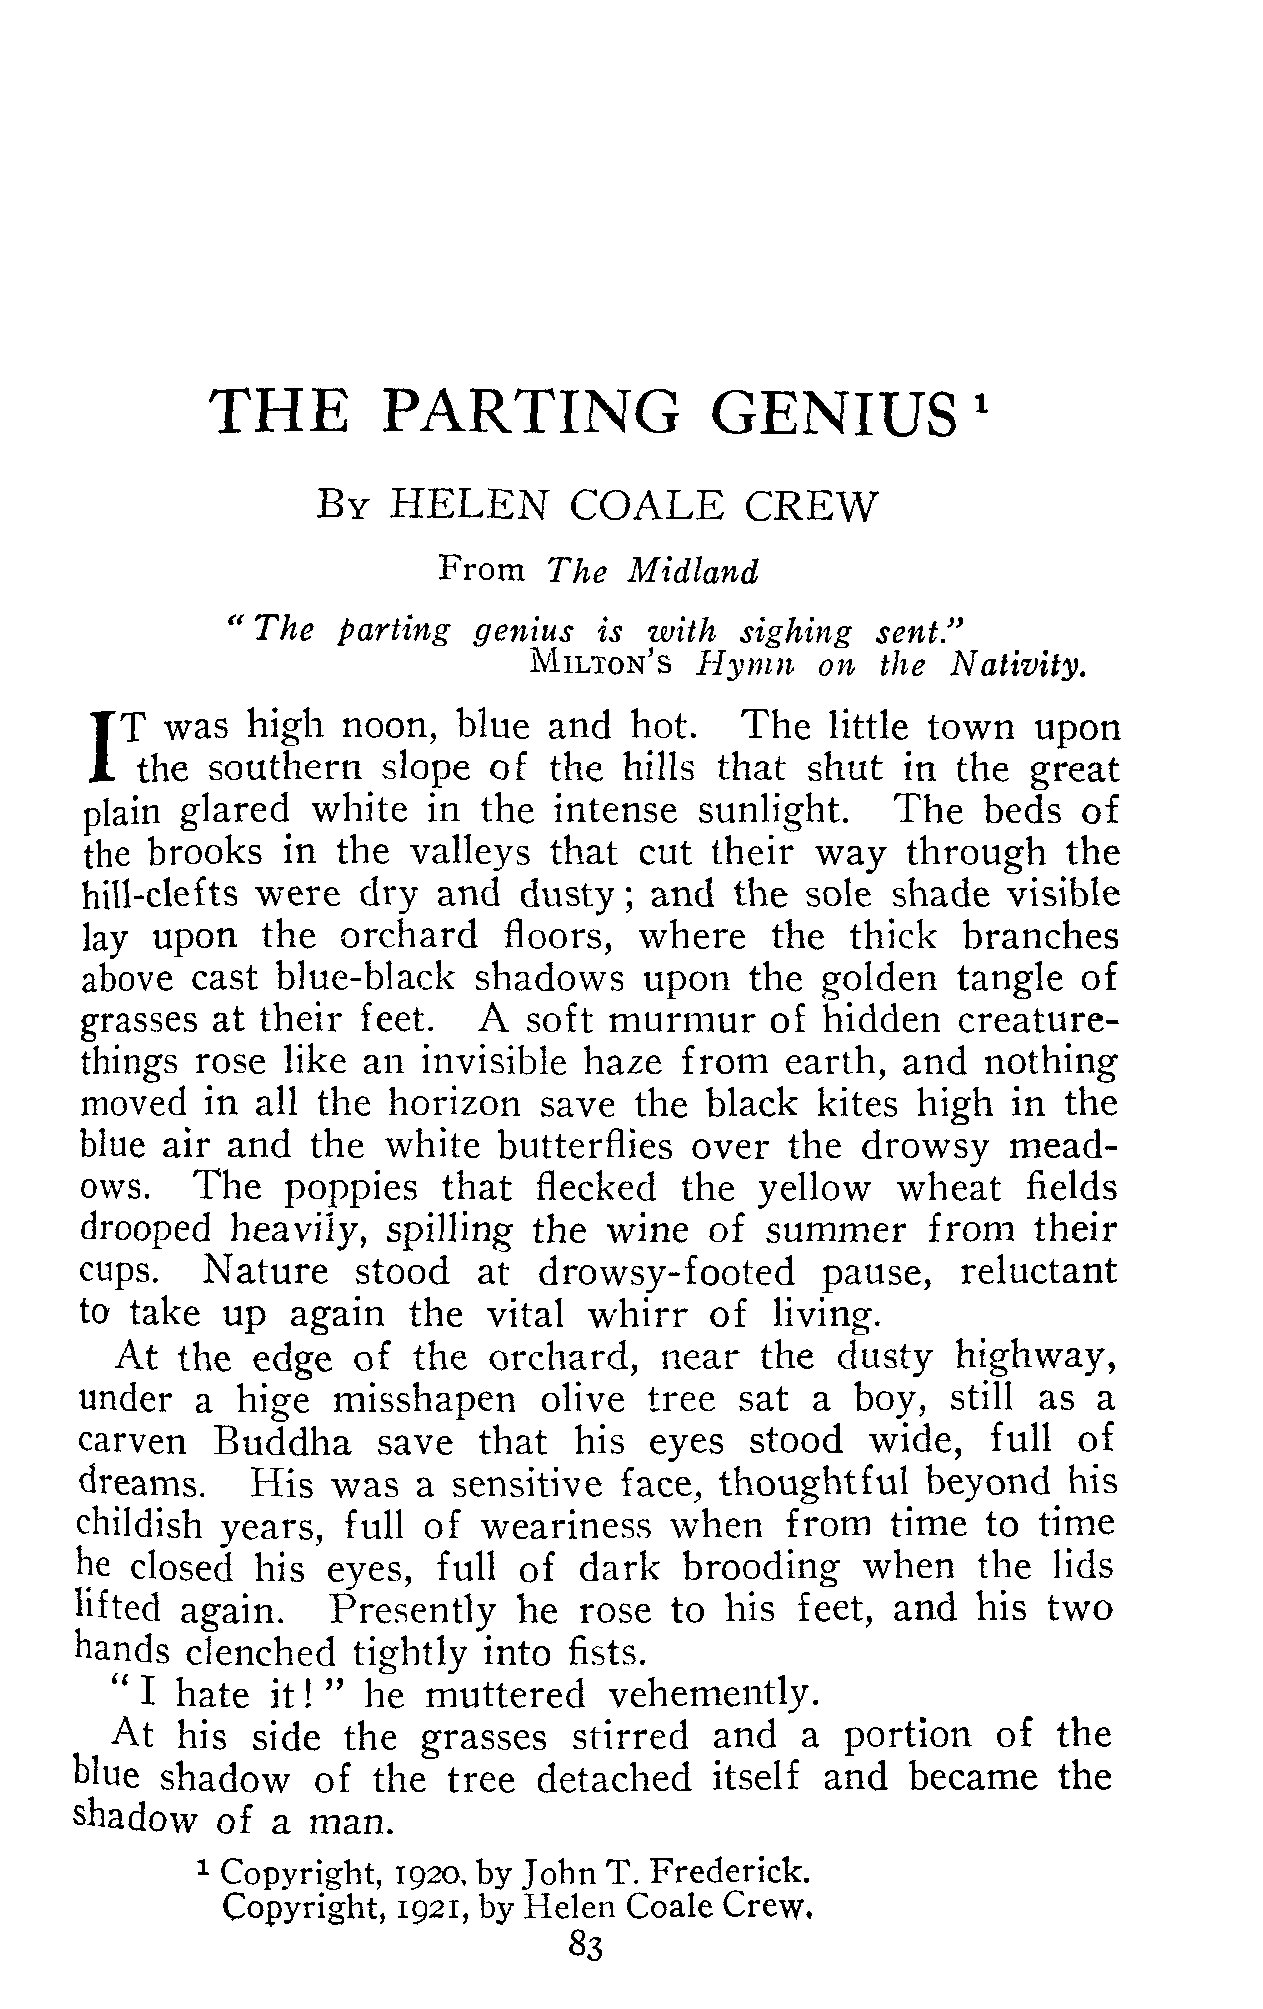 THE PARTING GENIUS ¹
By HELEN COALE CREW
From The Midland
“ The parting genius is with sighing sent.”
Milton's Hymn on the Nativity.
IT was high noon, blue and hot. The little town upon
the southern slope of the hills that shut in the great
plain glared white in the intense sunlight. The beds of
the brooks in the valleys that cut their way through the
hill-clefts were dry and dusty; and the sole shade visible
lay upon the orchard floors, where the thick branches
above cast blue-black shadows upon the golden tangle of
grasses at their feet. A soft murmur of hidden creature-
things rose like an invisible haze from earth, and nothing
moved in all the horizon save the black kites high in the
blue air and the white butterflies over the drowsy mead-
ows. The poppies that flecked the yellow wheat fields
drooped heavily, spilling the wine of summer from their
cups. Nature stood at drowsy-footed pause, reluctant
to take up again the vital whirr of living.
At the edge of the orchard, near the dusty highway,
under a hige misshapen olive tree sat a boy, still as a
carven Buddha save that his eyes stood wide, full of
dreams. His was a sensitive face, thoughtful beyond his
childish years, full of weariness when from time to time
he closed his eyes, full of dark brooding when the lids
lifted again. Presently he rose to his feet, and his two
hands clenched tightly into fists.
“ I hate it! ” he muttered vehemently.
At his side the grasses stirred and a portion of the
blue shadow of the tree detached itself and became the
shadow of a man.
¹ Copyright, 1920, by John T. Frederick.
Copyright, 1921, by Helen Coale Crew.
83